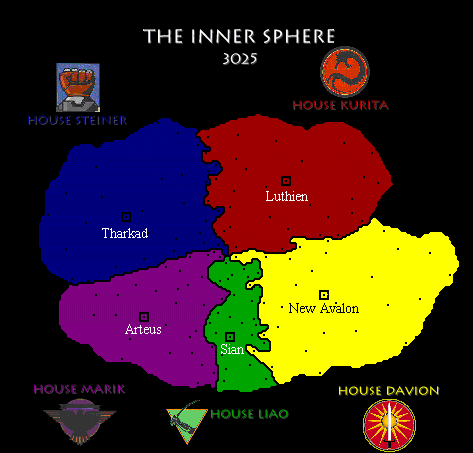 THE INNER SPHERE
3025
HOUSE STEINER
HOUSE KURITA
Luthien
Tharkad
New Avalon
Arteus
Sian
HOUSE MARIK
HOUSE LIAO
HOUSE DAVION